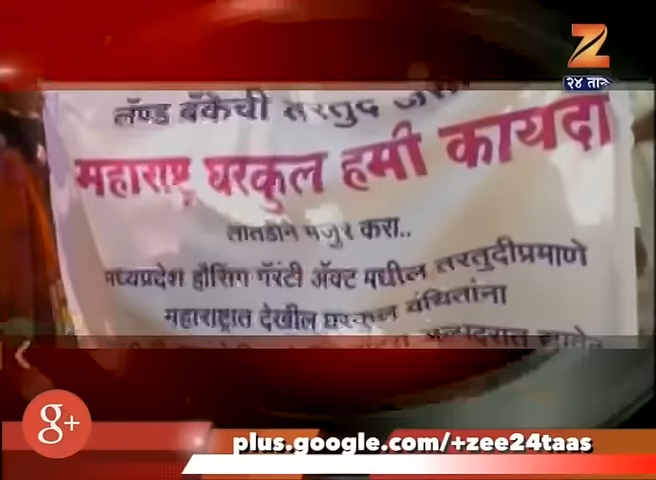 २४ तास
लॅण्ड बँकेची तरतुद
महाराष्ट्र घरकुल हमी कायदा
तातडीने मंजुर करा..
मध्यप्रदेश हौसिंग गॅरंटी ॲक्ट मधील तरतुदीप्रमाणे
महाराष्ट्रात देखील घरकुल वंचितांना
g+
plus.google.com/+zee24taas